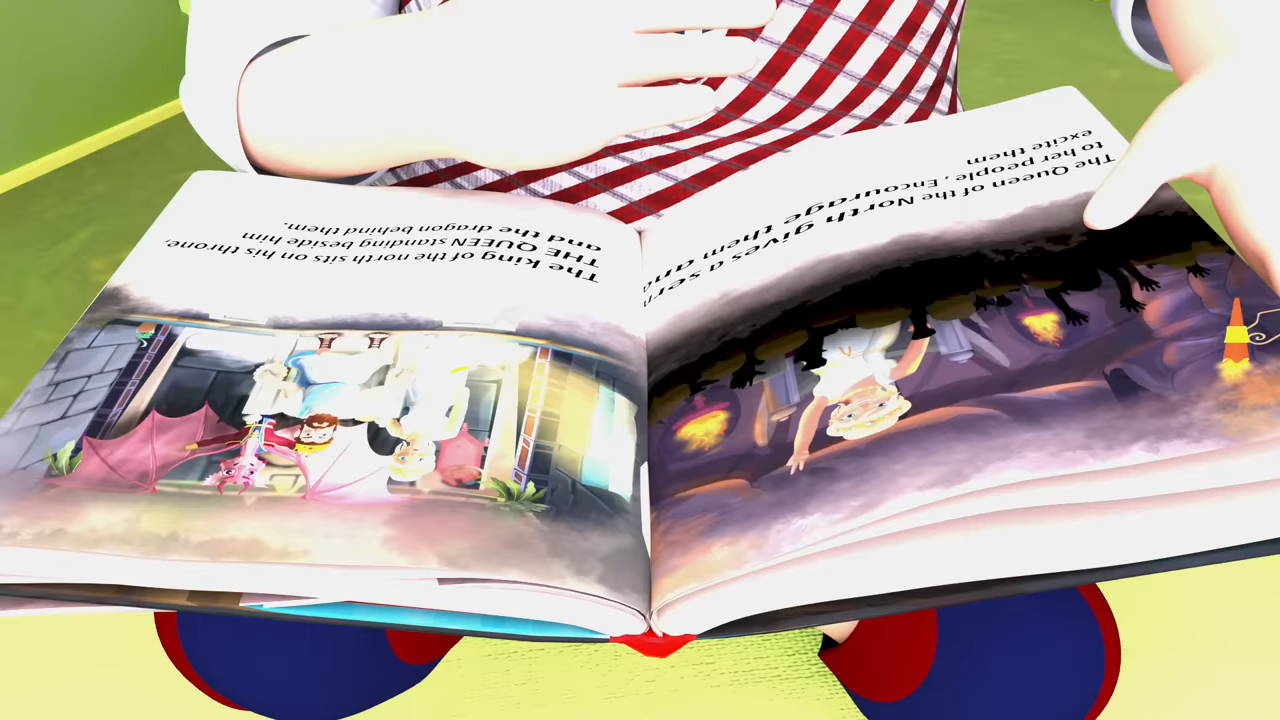 The Queen of the North gives a
to her people, Encourage them and
excite them
The king of the north sits on his throne,
THE QUEEN standing beside him
and the dragon behind them.